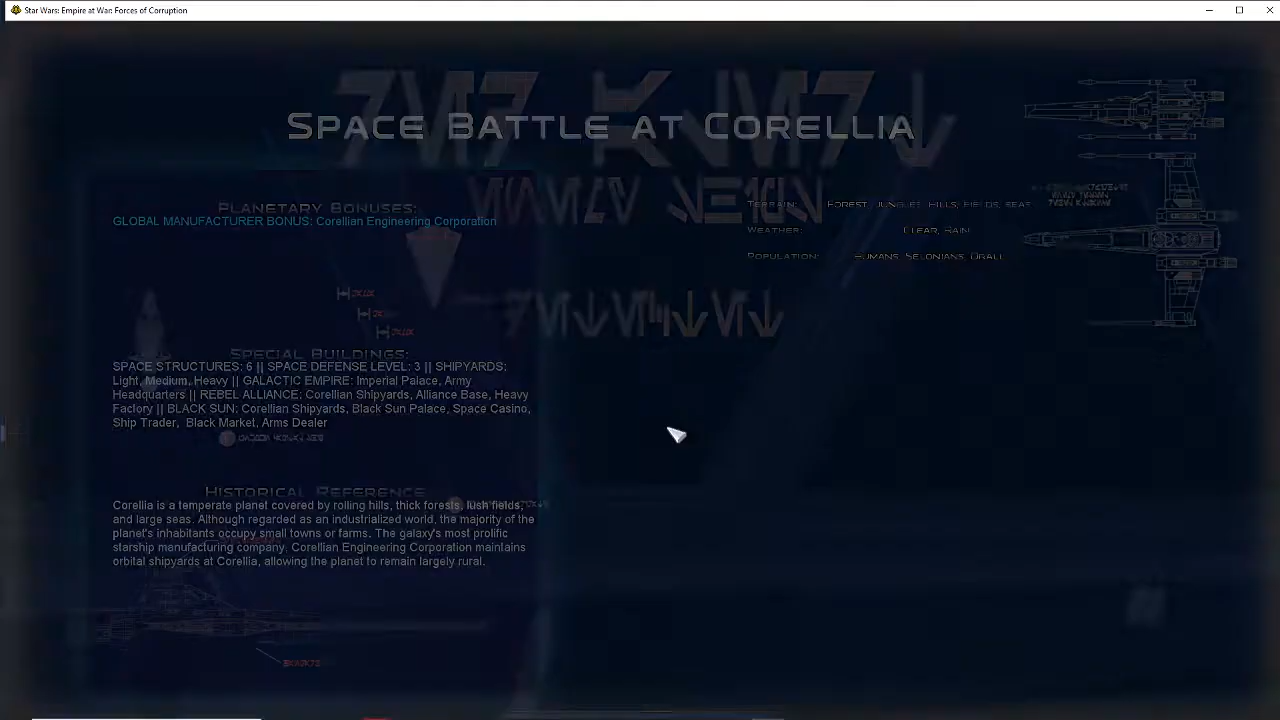 Star Wars: Empire at War: Forces of Corruption
Space Battle at Corellia
Planetary Bonuses:
GLOBAL MANUFACTURER BONUS: Corellian Engineering Corporation
Terrain: Forest, Jungle, Hills, Fields, Seas
Weather: Clear, Rain
Population: Humans, Selonians, Drall
Special Buildings:
SPACE STRUCTURES: 6 || SPACE DEFENSE LEVEL: 3 || SHIPYARDS:
Light, Medium, Heavy || GALACTIC EMPIRE: Imperial Palace, Army
Headquarters || REBEL ALLIANCE: Corellian Shipyards, Alliance Base, Heavy
Factory || BLACK SUN: Corellian Shipyards, Black Sun Palace, Space Casino,
Ship Trader, Black Market, Arms Dealer
Historical Reference
Corellia is a temperate planet covered by rolling hills, thick forests, lush fields,
and large seas. Although regarded as an industrialized world, the majority of the
planet's inhabitants occupy small towns or farms. The galaxy's most prolific
starship manufacturing company, Corellian Engineering Corporation maintains
orbital shipyards at Corellia, allowing the planet to remain largely rural.